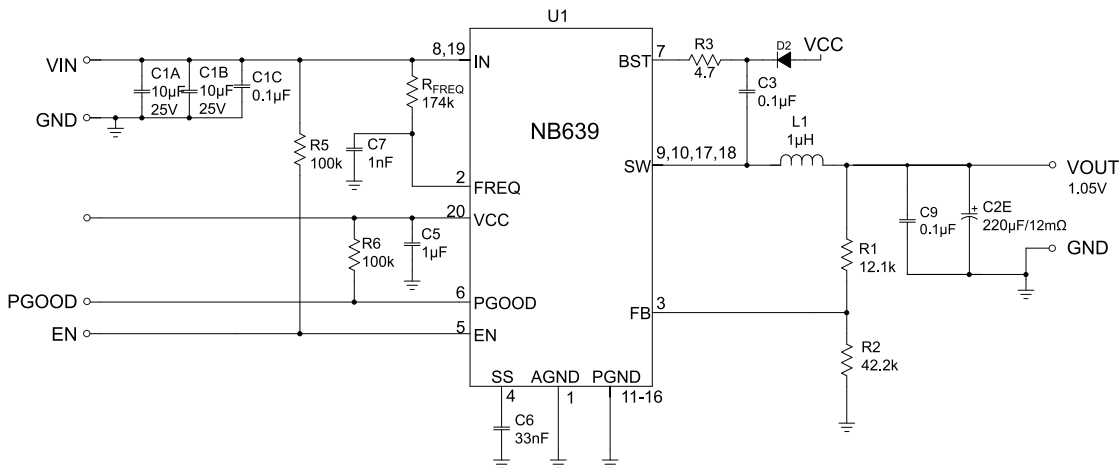 U1
VIN
C1A
10µF
25V
C1B
10µF
25V
C1C
0.1µF
GND
8,19
IN
R_FREQ
174k
C7
1nF
R5
100k
2
FREQ
20
VCC
R6
100k
C5
1µF
PGOOD
6
PGOOD
EN
5
EN
NB639
BST
7
R3
4.7
D2
VCC
C3
0.1µF
L1
1µH
SW
9,10,17,18
VOUT
1.05V
C9
0.1µF
+
C2E
220µF/12mΩ
GND
R1
12.1k
FB
3
R2
42.2k
SS
AGND
PGND
4
1
11-16
C6
33nF